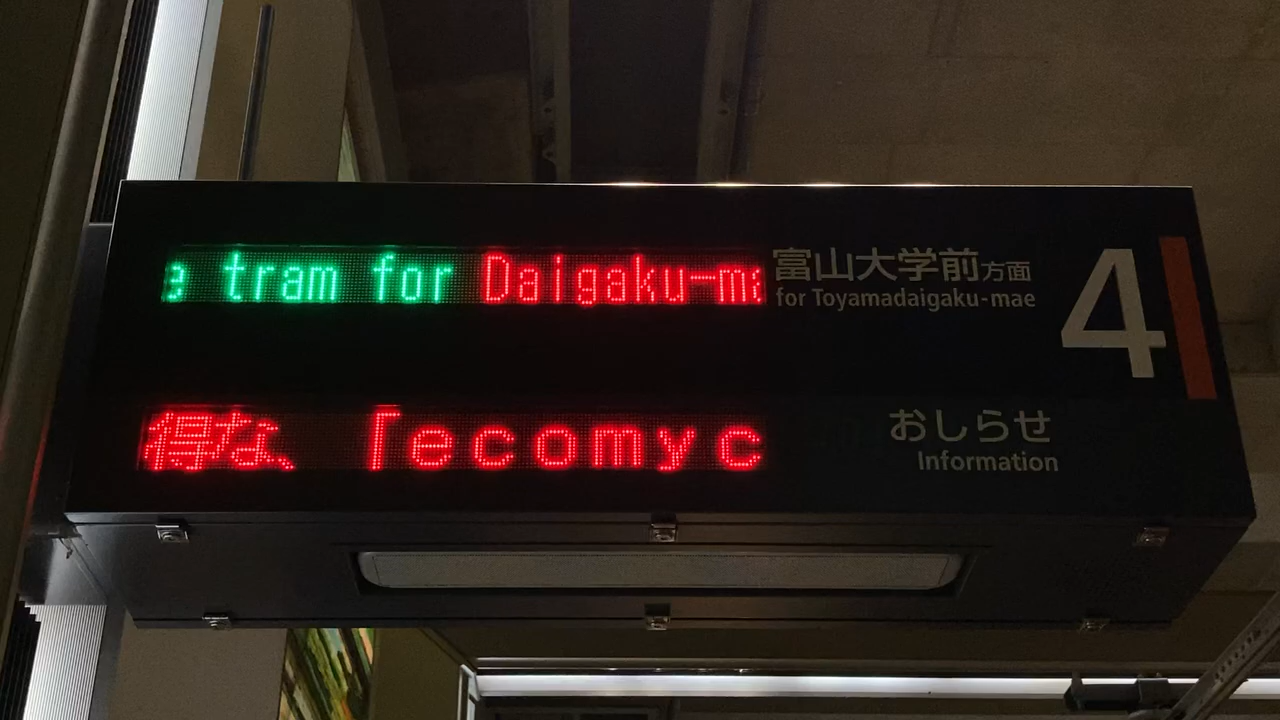 e tram for Daigaku-ma
富山大学前方面
for Toyamadaigaku-mae
4
得な、「ecomyc
おしらせ
Information